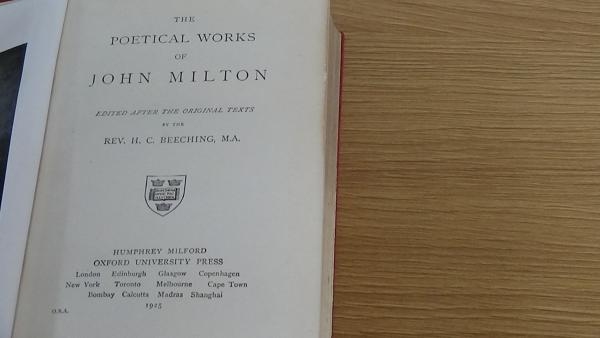 THE
POETICAL WORKS
OF
JOHN MILTON
EDITED AFTER THE ORIGINAL TEXTS
BY THE
REV. H. C. BEECHING, M.A.
HUMPHREY MILFORD
OXFORD UNIVERSITY PRESS
London Edinburgh Glasgow Copenhagen
New York Toronto Melbourne Cape Town
Bombay Calcutta Madras Shanghai
1925
O.S.A.